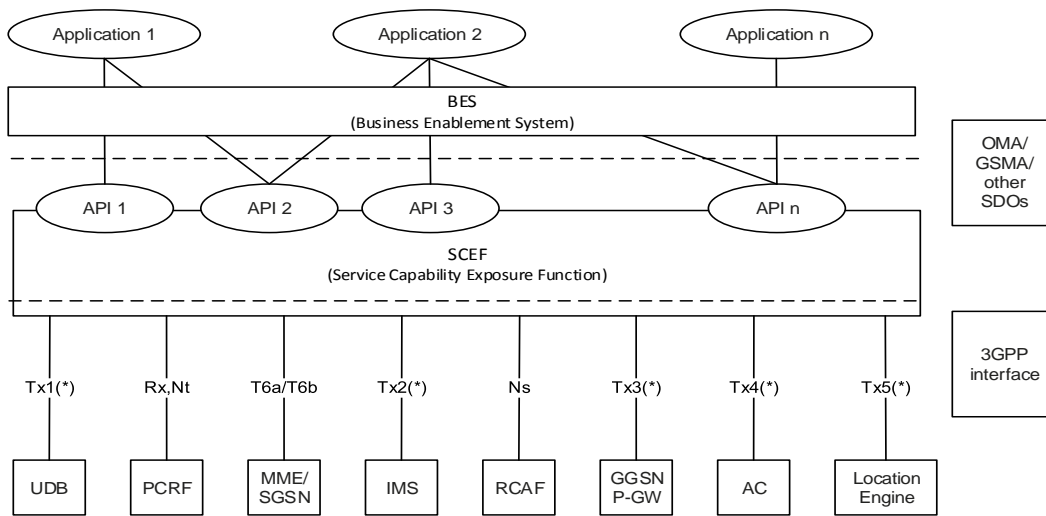 Application 1
Application 2
Application n
BES
(Business Enablement System)
OMA/
GSMA/
other
SDOs
API 1
API 2
API 3
API n
SCEF
(Service Capability Exposure Function)
3GPP
interface
Tx1(*)
Rx,Nt
T6a/T6b
Tx2(*)
Ns
Tx3(*)
Tx4(*)
Tx5(*)
UDB
PCRF
MME/
SGSN
IMS
RCAF
GGSN
P-GW
AC
Location
Engine